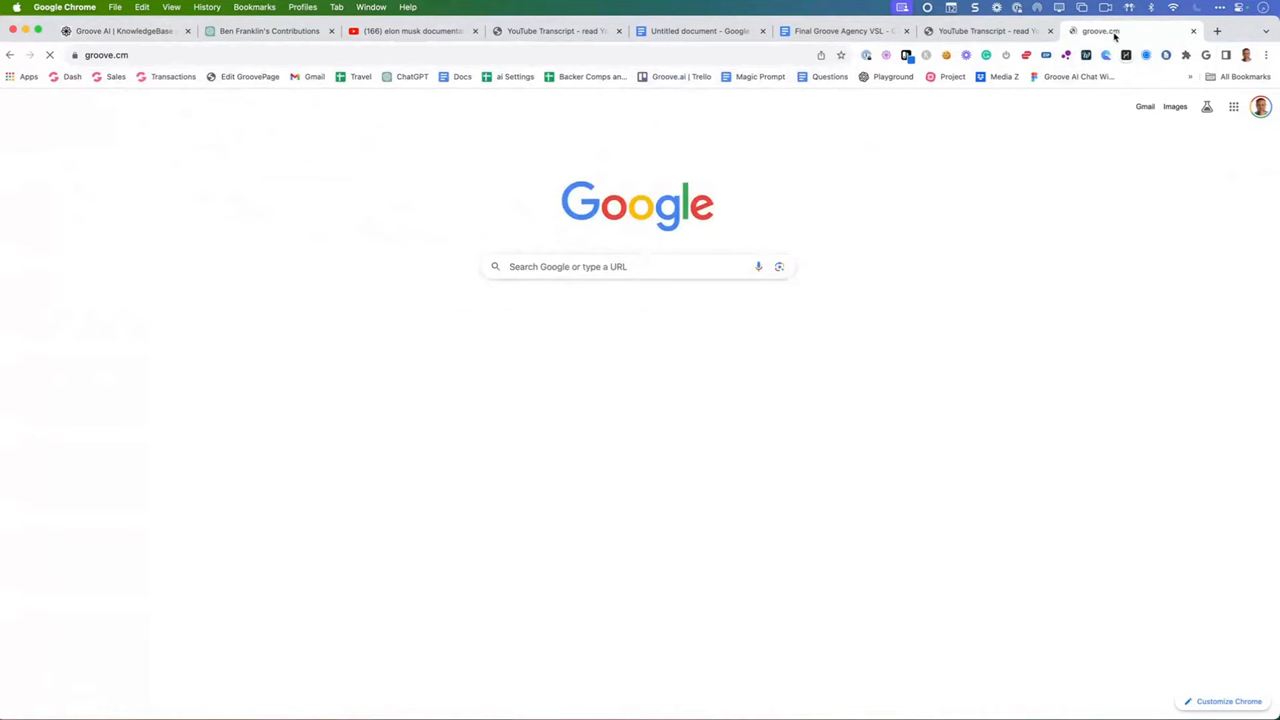 Google Chrome File Edit View History Bookmarks Profiles Tab Window Help
Groove AI | KnowledgeBase Ben Franklin's Contributions (166) elon musk documenta YouTube Transcript - read Yo Untitled document - Google Final Groove Agency VSL - G YouTube Transcript - read Yo groove.cm
groove.cm
Apps Dash Sales Transactions Edit GroovePage Gmail Travel ChatGPT Docs ai Settings Backer Comps an... Groove.ai | Trello Magic Prompt Questions Playground Project Media Z Groove AI Chat Wi... » All Bookmarks
Gmail Images
Google
Search Google or type a URL
Customize Chrome